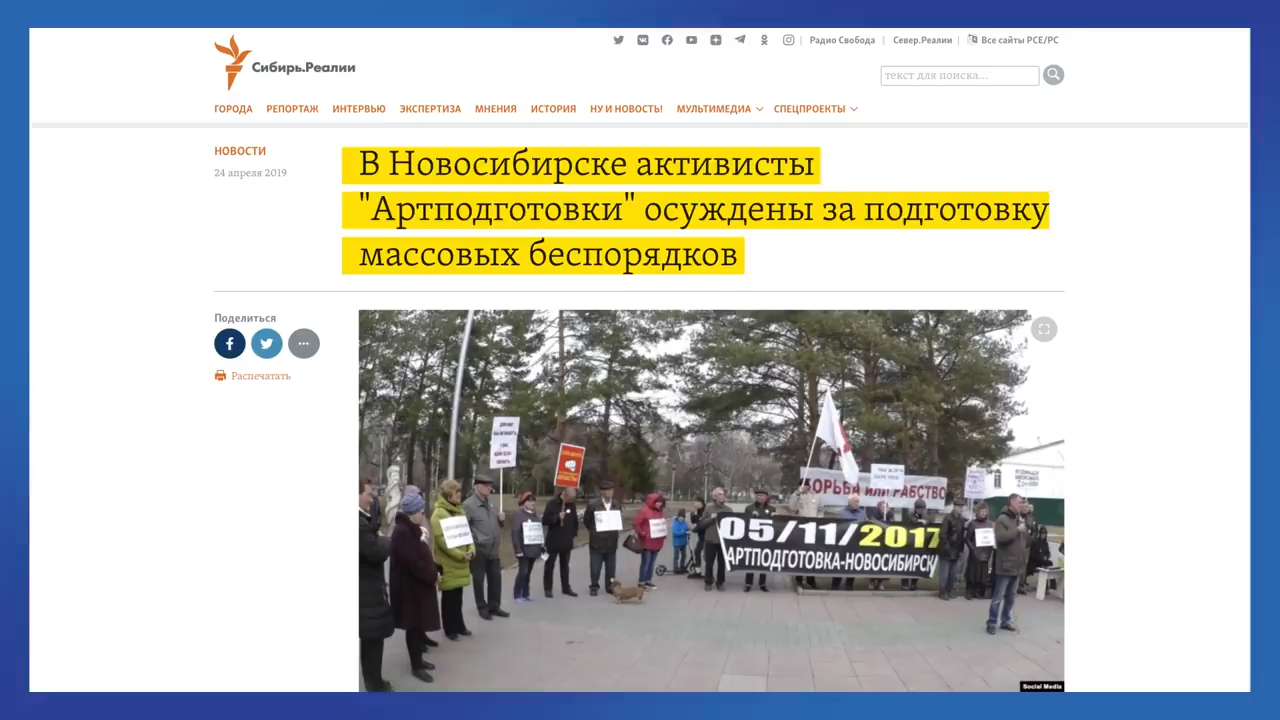 Радио Свобода
Север.Реалии
Все сайты РСЕ/РС
Сибирь.Реалии
текст для поиска...
ГОРОДА РЕПОРТАЖ ИНТЕРВЬЮ ЭКСПЕРТИЗА МНЕНИЯ ИСТОРИЯ НУ И НОВОСТЬ! МУЛЬТИМЕДИА СПЕЦПРОЕКТЫ
НОВОСТИ
24 апреля 2019
В Новосибирске активисты
"Артподготовки" осуждены за подготовку
массовых беспорядков
Поделиться
Распечатать
БОРЬБА ИЛИ РАБСТВО
05/11/2017
АРТПОДГОТОВКА-НОВОСИБИРСК
Social Media